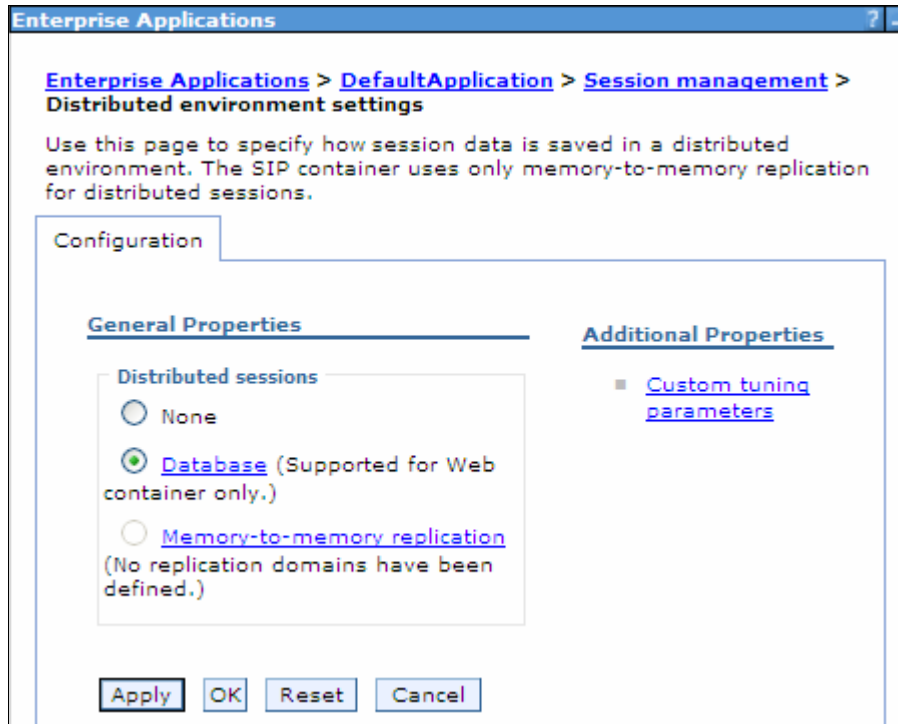 Enterprise Applications
?
-
Enterprise Applications > DefaultApplication > Session management >
Distributed environment settings
Use this page to specify how session data is saved in a distributed
environment. The SIP container uses only memory-to-memory replication
for distributed sessions.
Configuration
General Properties
Distributed sessions
None
Database (Supported for Web
container only.)
Memory-to-memory replication
(No replication domains have been
defined.)
Additional Properties
Custom tuning
parameters
Apply OK Reset Cancel